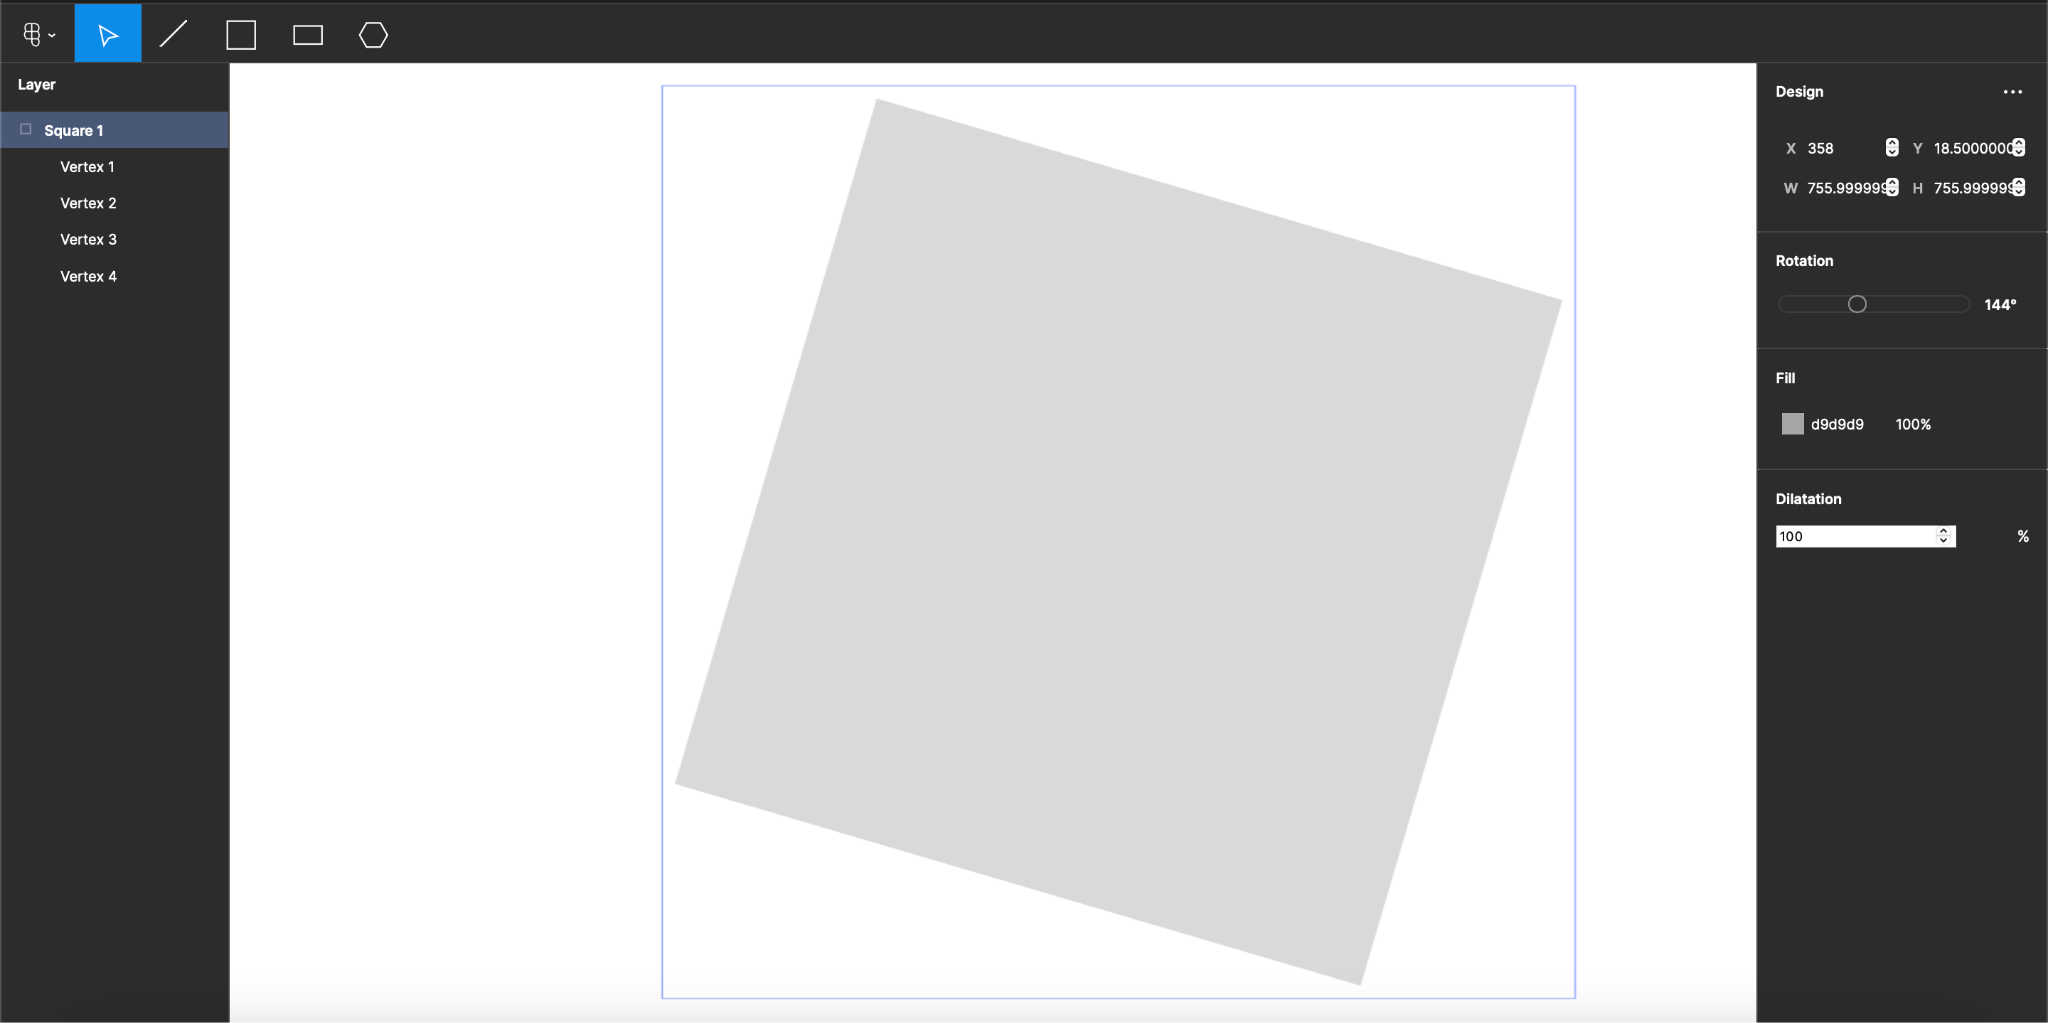 Layer
Square 1
Vertex 1
Vertex 2
Vertex 3
Vertex 4
Design
X 358 Y 18.5000000
W 755.999999 H 755.999999
Rotation
144°
Fill
d9d9d9 100%
Dilatation
100 %